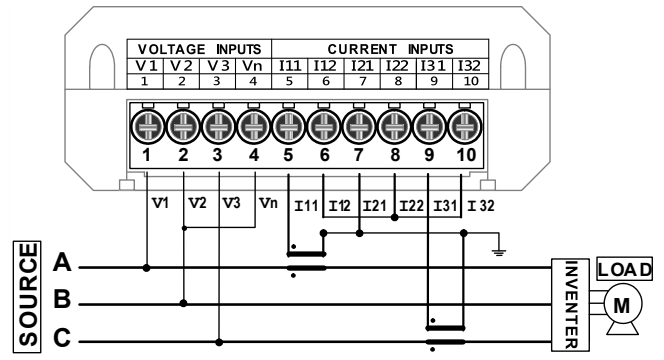 VOLTAGE INPUTS CURRENT INPUTS
V1 V2 V3 Vn I11 I12 I21 I22 I31 I32
1 2 3 4 5 6 7 8 9 10
1 2 3 4 5 6 7 8 9 10
V1 V2 V3 Vn I11 I12 I21 I22 I31 I32
SOURCE
A
B
C
INVENTER
LOAD
M